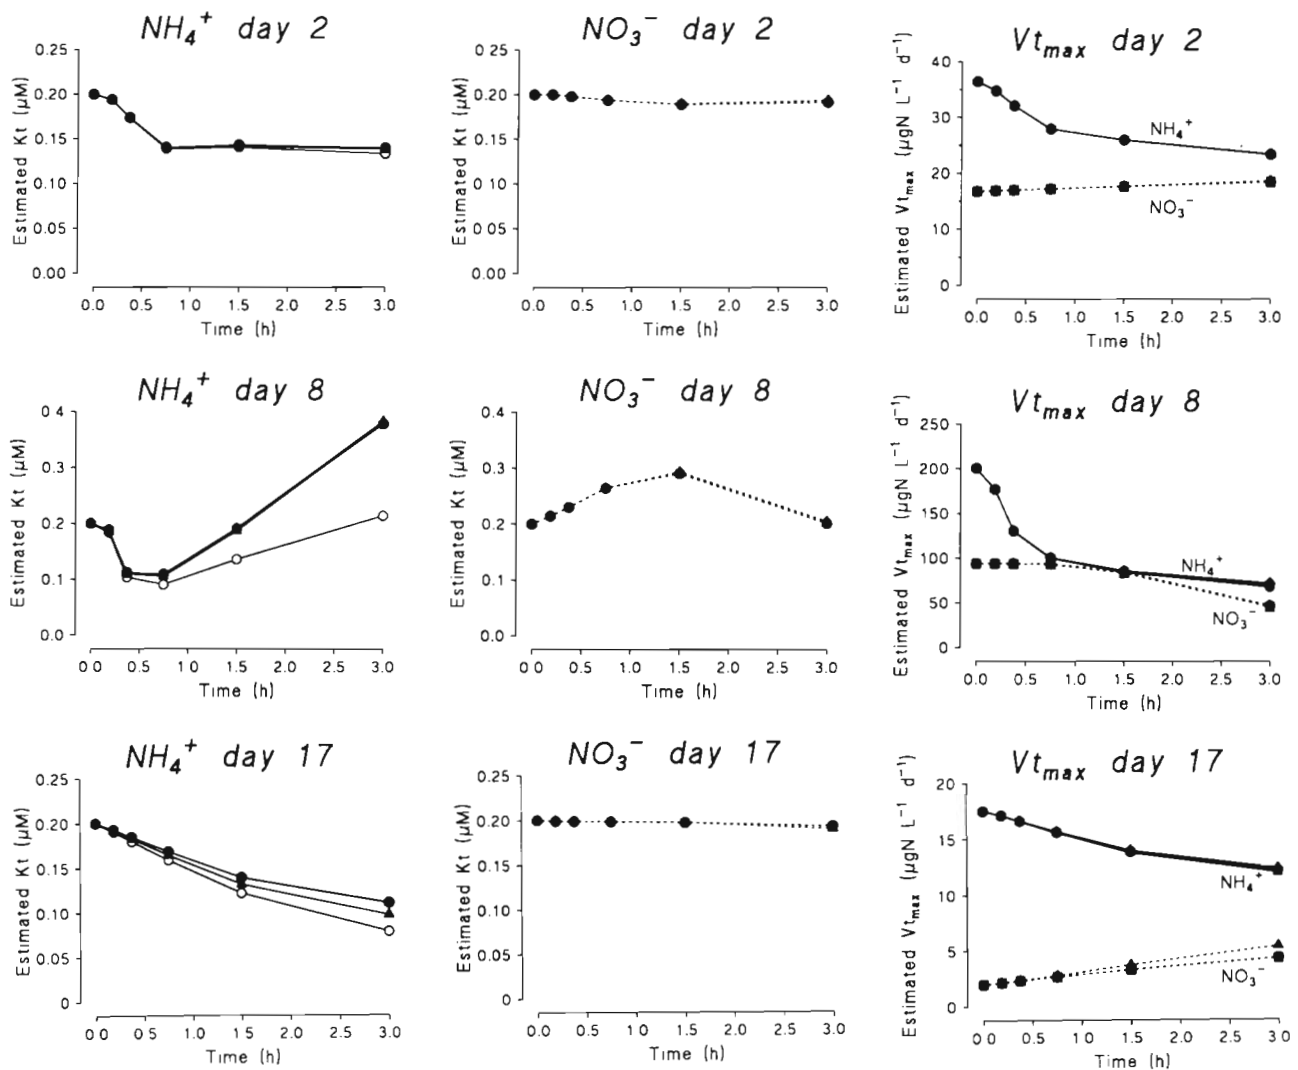 NH₄⁺ day 2
Estimated Kt (µM)
0.25
0.20
0.15
0.10
0.05
0.00
0.0 0.5 1.0 1.5 2.0 2.5 3.0
Time (h)
NO₃⁻ day 2
Estimated Kt (µM)
0.25
0.20
0.15
0.10
0.05
0.00
0.0 0.5 1.0 1.5 2.0 2.5 3.0
Time (h)
Vtmax day 2
Estimated Vtmax (µgN L⁻¹ d⁻¹)
40
30
20
10
0
NH₄⁺
NO₃⁻
0.0 0.5 1.0 1.5 2.0 2.5 3.0
Time (h)
NH₄⁺ day 8
Estimated Kt (µM)
0.4
0.3
0.2
0.1
0.0
0.0 0.5 1.0 1.5 2.0 2.5 3.0
Time (h)
NO₃⁻ day 8
Estimated Kt (µM)
0.4
0.3
0.2
0.1
0.0
0.0 0.5 1.0 1.5 2.0 2.5 3.0
Time (h)
Vtmax day 8
Estimated Vtmax (µgN L⁻¹ d⁻¹)
250
200
150
100
50
0
NH₄⁺
NO₃⁻
0.0 0.5 1.0 1.5 2.0 2.5 3.0
Time (h)
NH₄⁺ day 17
Estimated Kt (µM)
0.25
0.20
0.15
0.10
0.05
0
0.0 0.5 1.0 1.5 2.0 2.5 3.0
Time (h)
NO₃⁻ day 17
Estimated Kt (µM)
0.25
0.20
0.15
0.10
0.05
0
0.0 0.5 1.0 1.5 2.0 2.5 3.0
Time (h)
Vtmax day 17
Estimated Vtmax (µgN L⁻¹ d⁻¹)
20
15
10
5
0
NH₄⁺
NO₃⁻
0.0 0.5 1.0 1.5 2.0 2.5 3.0
Time (h)